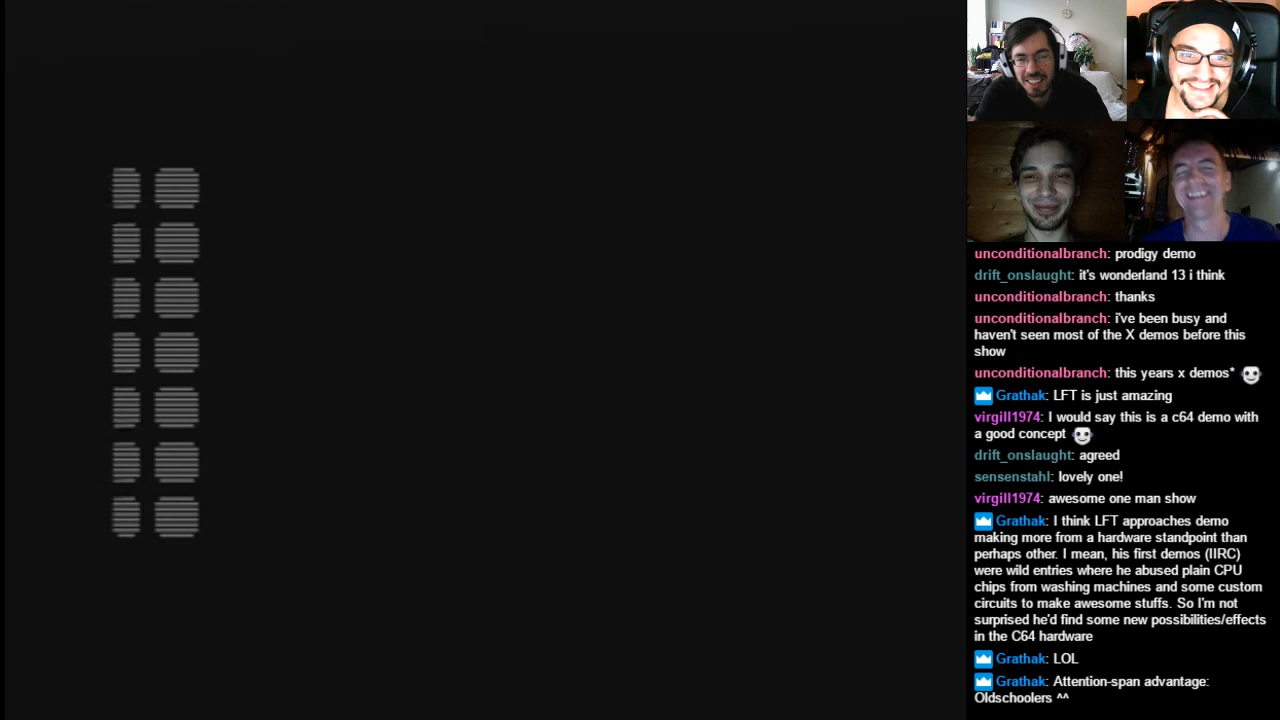 unconditionalbranch: prodigy demo
drift_onslaught: it's wonderland 13 i think
unconditionalbranch: thanks
unconditionalbranch: i've been busy and
haven't seen most of the X demos before this
show
unconditionalbranch: this years x demos*
Grathak: LFT is just amazing
virgill1974: I would say this is a c64 demo with
a good concept
drift_onslaught: agreed
sensenstahl: lovely one!
virgill1974: awesome one man show
Grathak: I think LFT approaches demo
making more from a hardware standpoint than
perhaps other. I mean, his first demos (IIRC)
were wild entries where he abused plain CPU
chips from washing machines and some custom
circuits to make awesome stuffs. So I'm not
surprised he'd find some new possibilities/effects
in the C64 hardware
Grathak: LOL
Grathak: Attention-span advantage:
Oldschoolers ^^